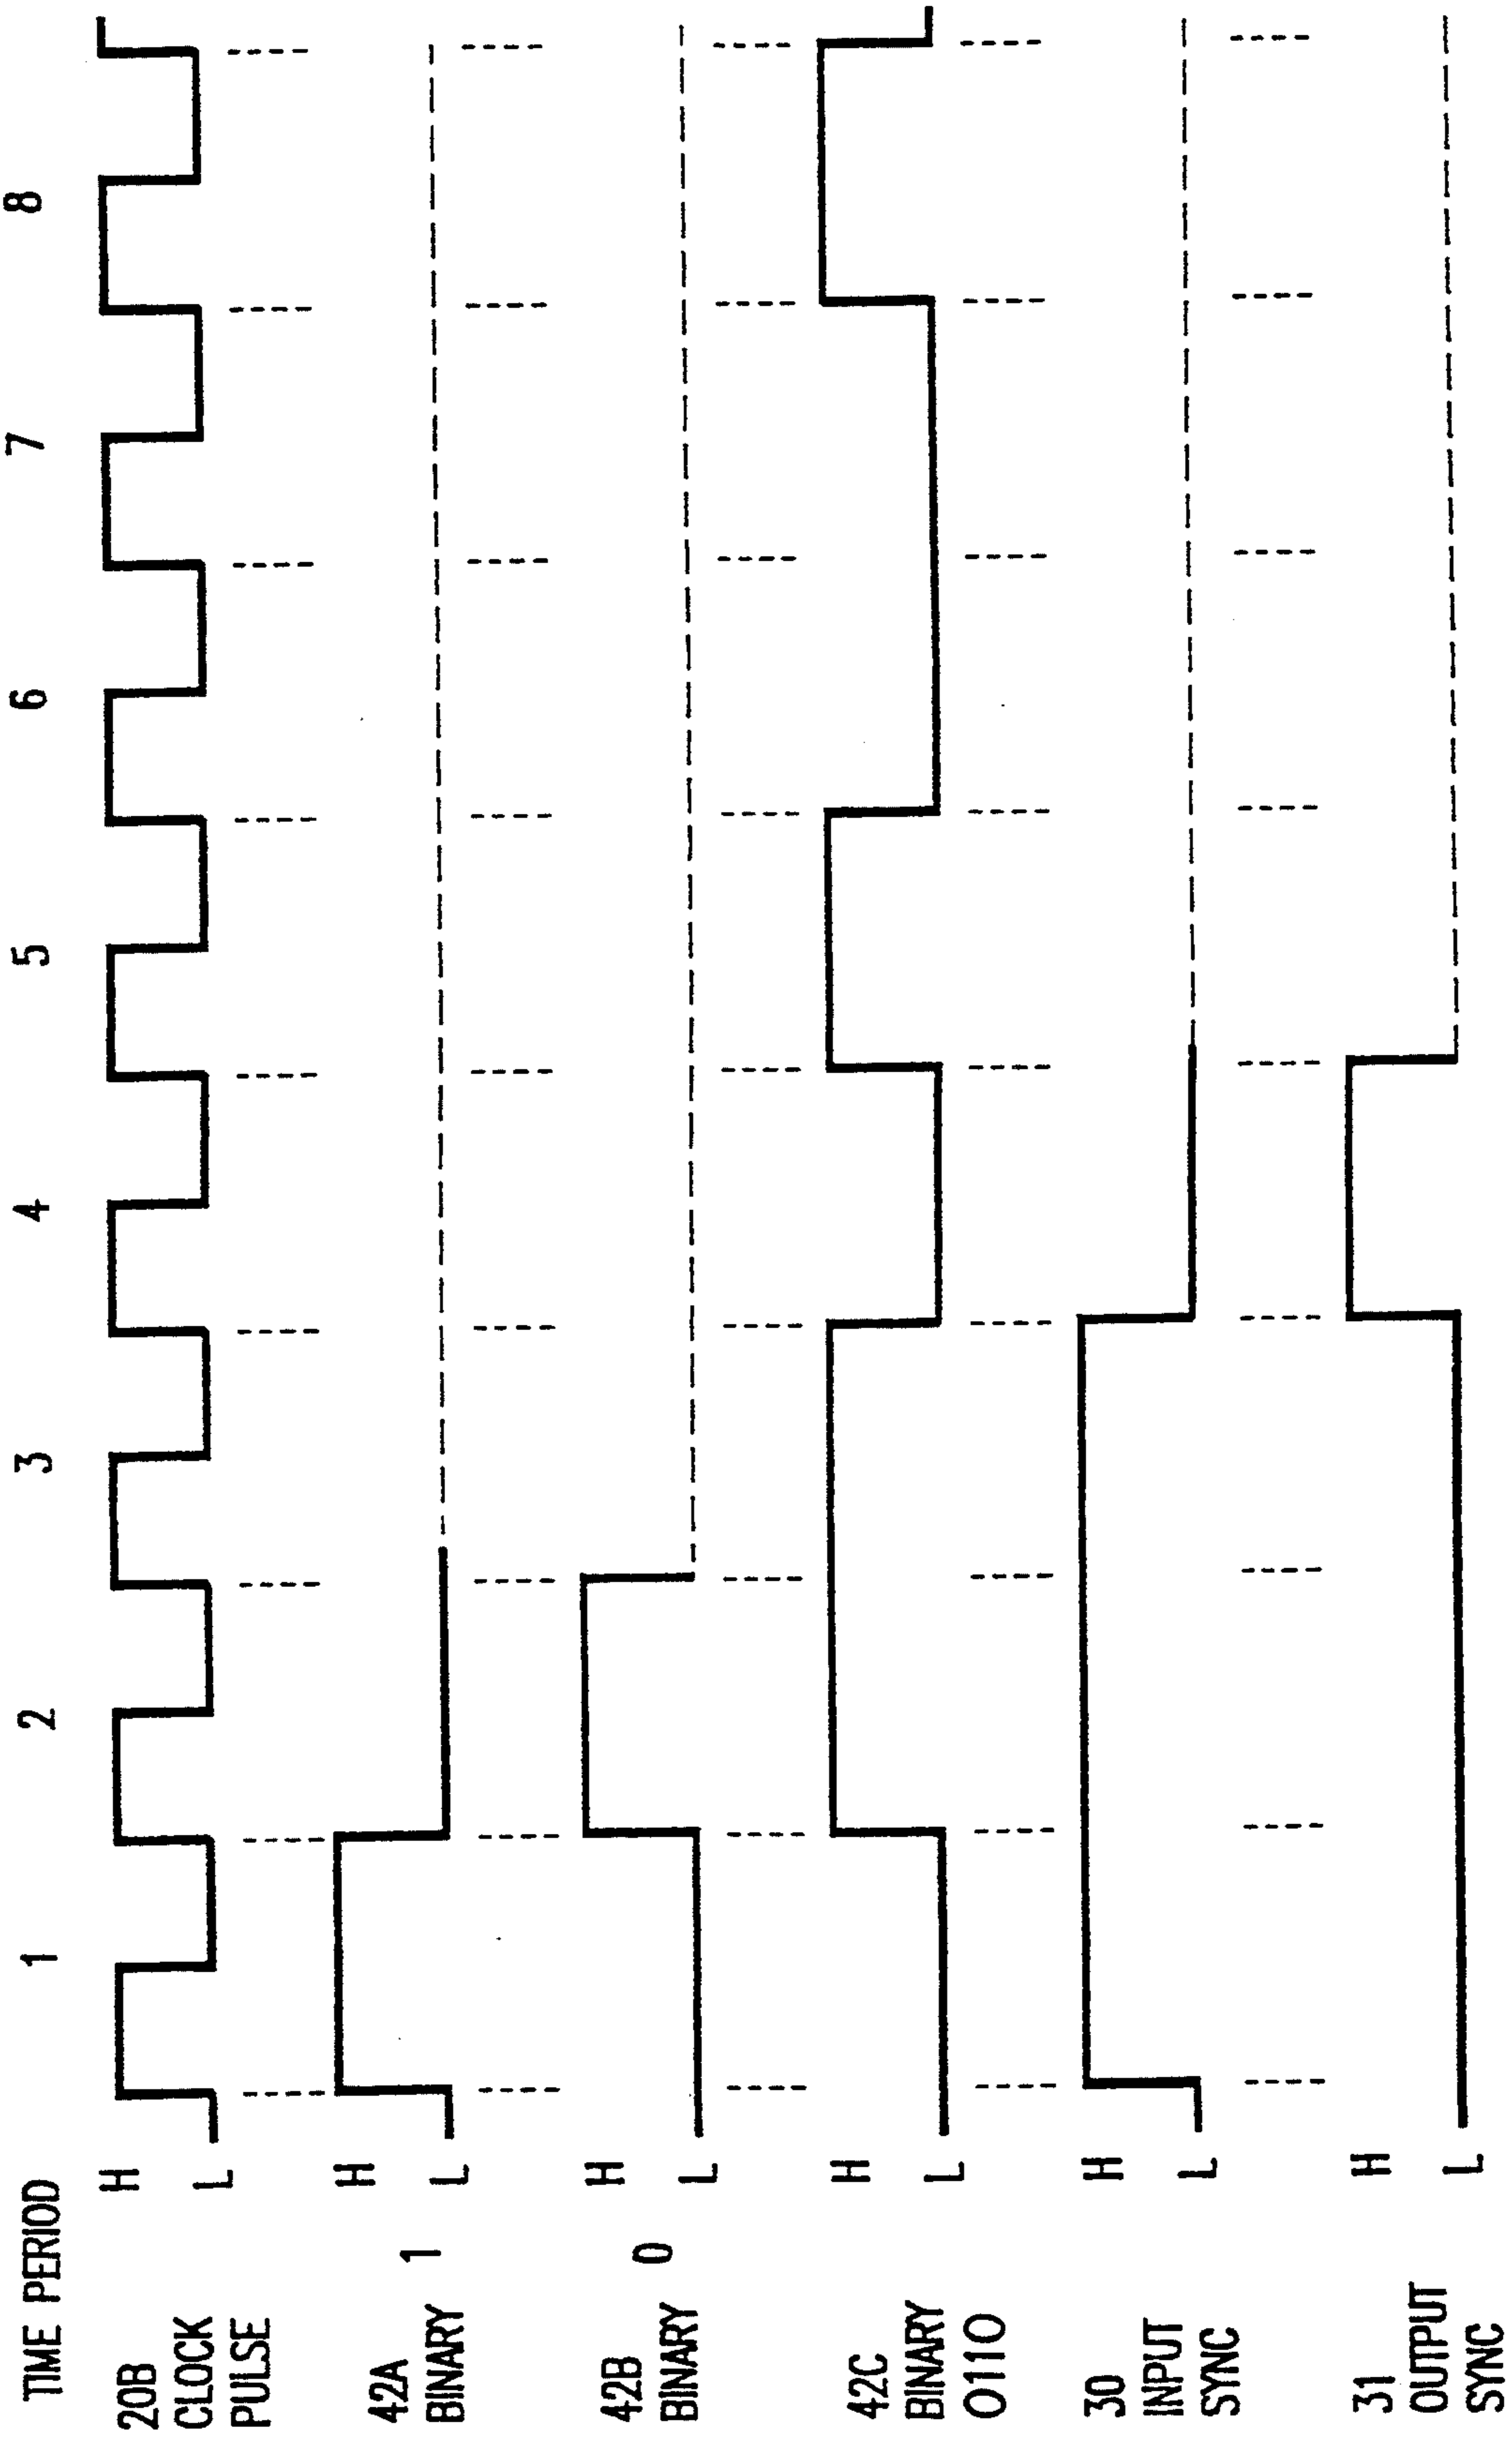 TIME PERIOD 1 2 3 4 5 6 7 8
20B
CLOCK
PULSE
H
L
42A
BINARY 1
H
L
42B
BINARY 0
H
L
42C
BINARY
0110
H
L
30
INPUT
SYNC
H
L
31
OUTPUT
SYNC
H
L